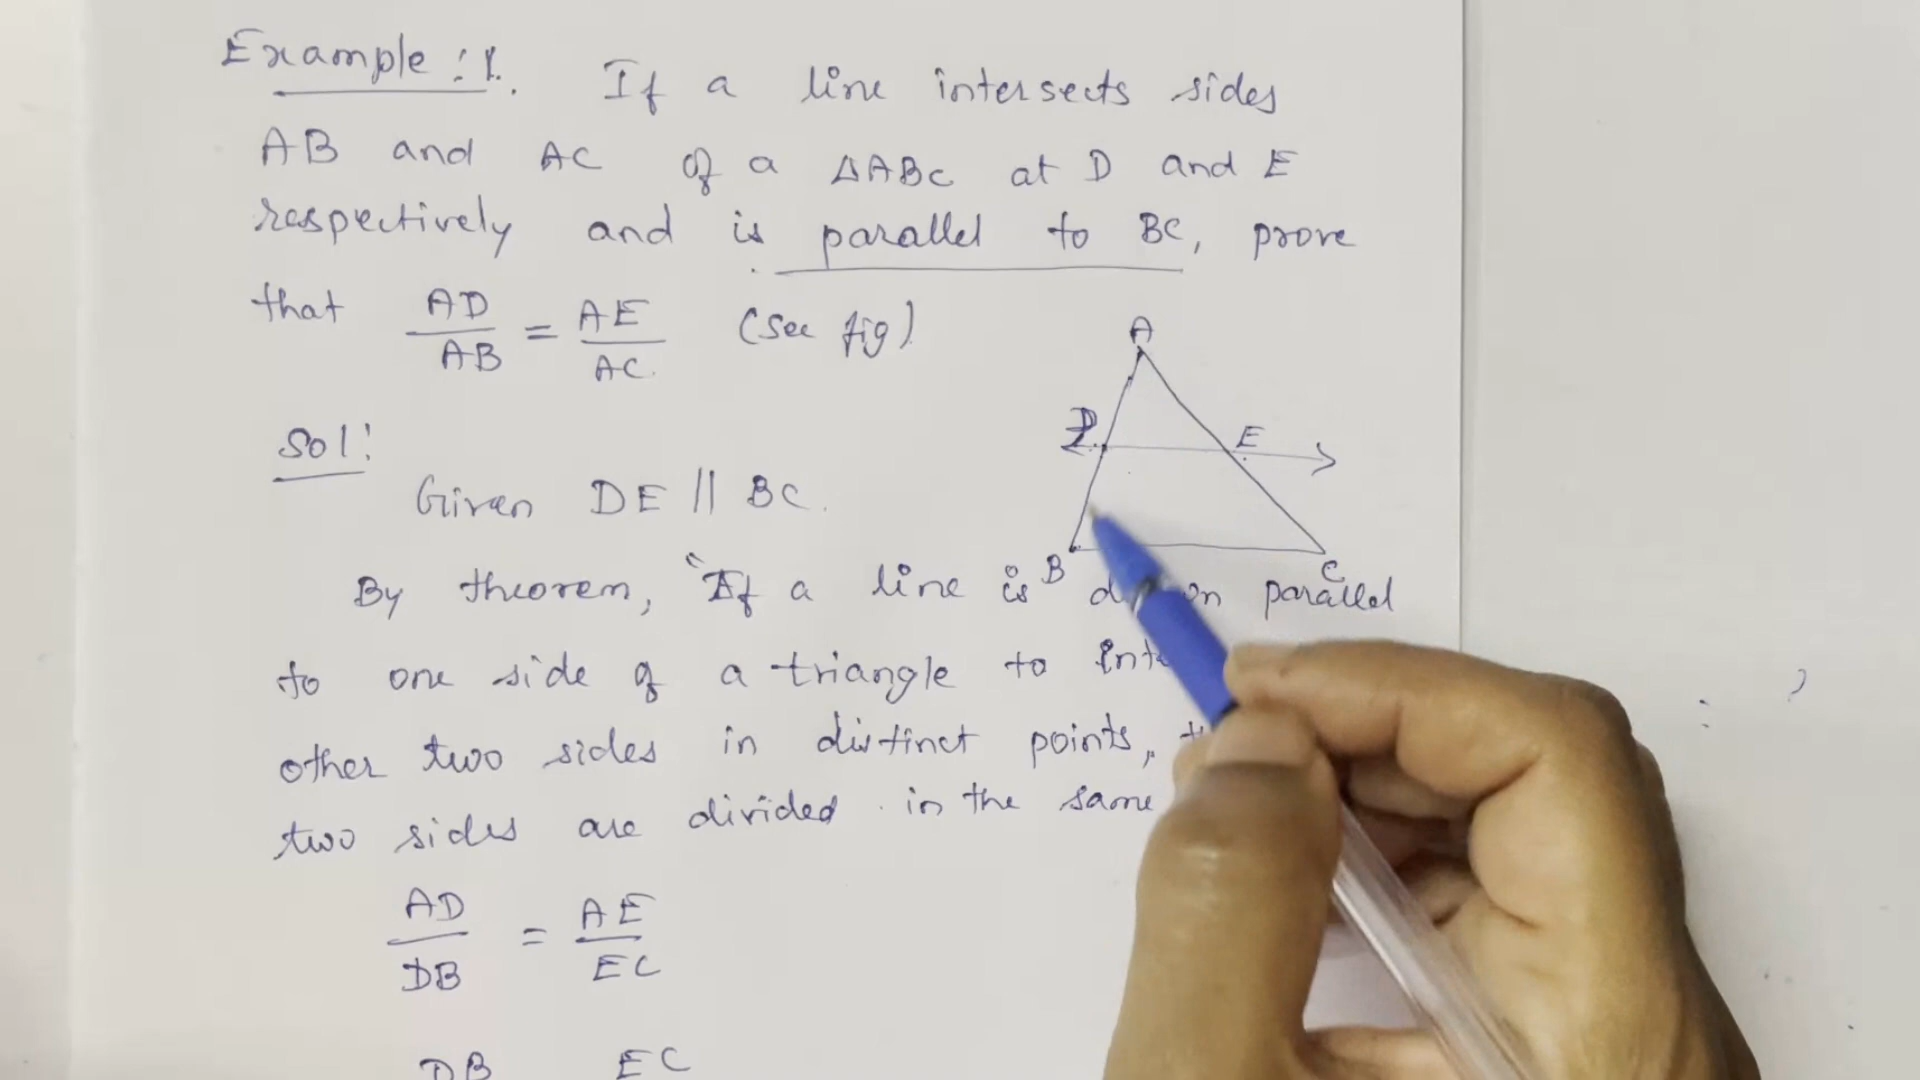 Example : 1. If a line intersects sides
AB and AC of a ΔABC at D and E
respectively and is parallel to BC, prove
that AD/AB = AE/AC. (See fig)
A
D E
B C
Sol:
Given DE || BC.
By theorem, "If a line is parallel
to one side of a triangle to
other two sides in distinct points,
two sides are divided in the same
AD/DB = AE/EC
DB EC